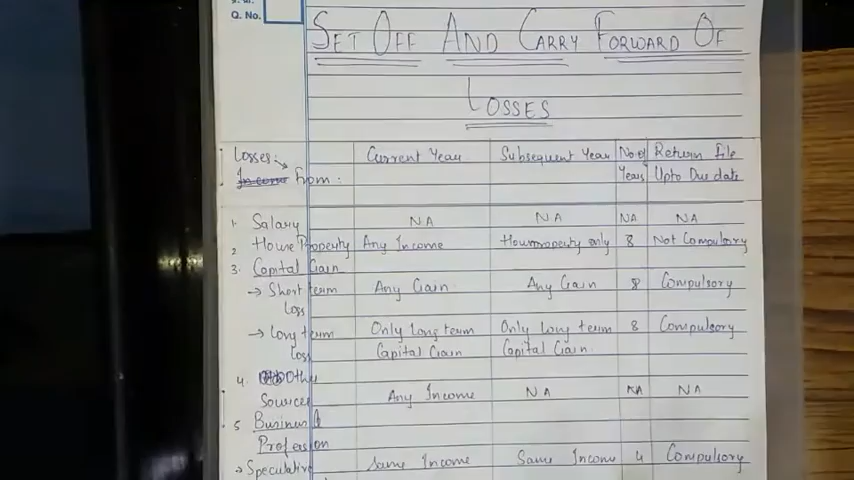 Q. No.
SET OFF AND CARRY FORWARD OF
LOSSES
Losses: Current Year Subsequent Year No of Return File
From: Years Upto Due date
1. Salary NA NA NA NA
2 House Property Any Income House property only 8 Not Compulsory
3. Capital Gain
→ Short term Any Gain Any Gain 8 Compulsory
Loss
→ Long term Only long term Only long term 8 Compulsory
loss Capital Gain Capital Gain
4. Other
Sources Any Income NA NA NA
5 Business &
Profession
→ Speculative Same Income Same Income 4 Compulsory